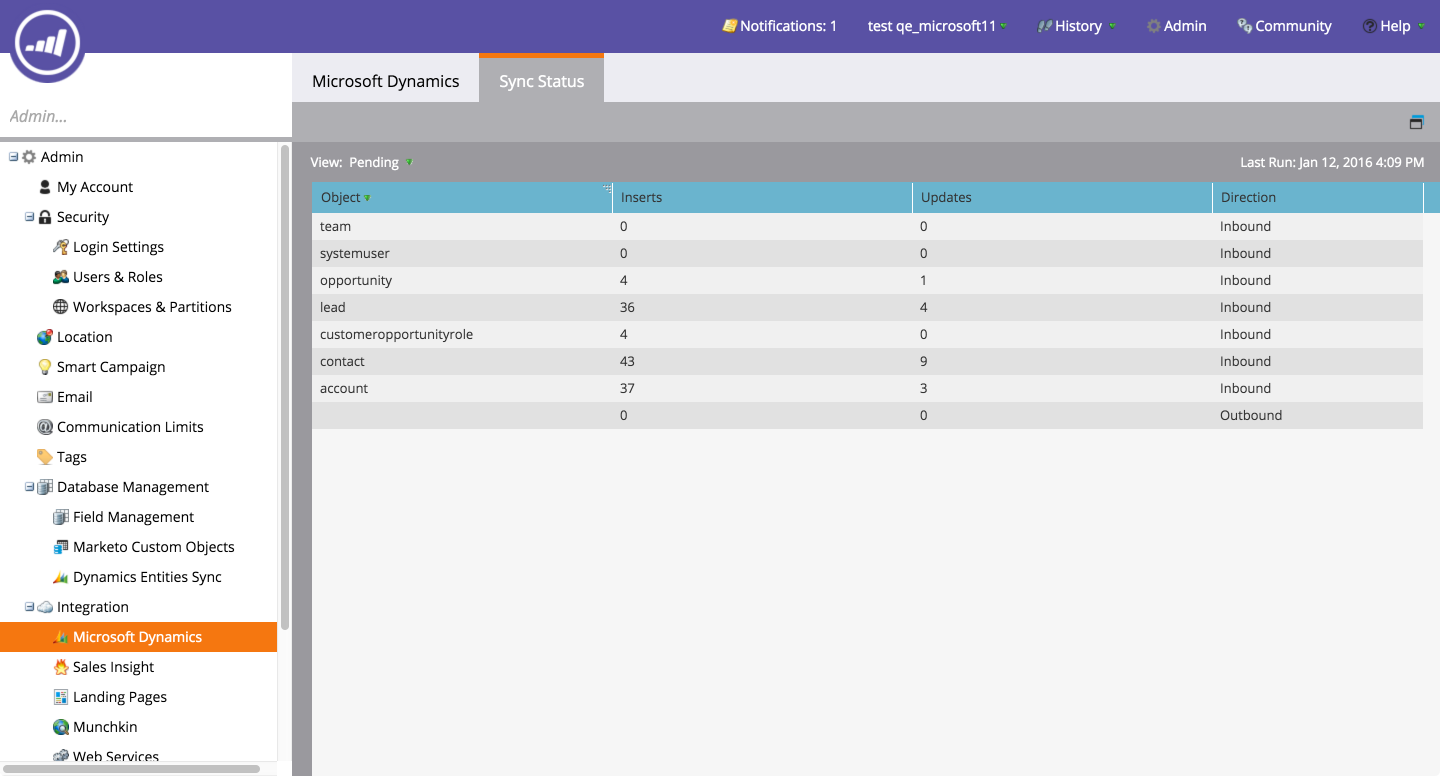 Notifications: 1 test qe_microsoft11 History Admin Community Help
Microsoft Dynamics Sync Status
Admin...
View: Pending Last Run: Jan 12, 2016 4:09 PM
Admin
My Account
Security
Login Settings
Users & Roles
Workspaces & Partitions
Location
Smart Campaign
Email
Communication Limits
Tags
Database Management
Field Management
Marketo Custom Objects
Dynamics Entities Sync
Integration
Microsoft Dynamics
Sales Insight
Landing Pages
Munchkin
Web Services
Object Inserts Updates Direction
team 0 0 Inbound
systemuser 0 0 Inbound
opportunity 4 1 Inbound
lead 36 4 Inbound
customeropportunityrole 4 0 Inbound
contact 43 9 Inbound
account 37 3 Inbound
0 0 Outbound